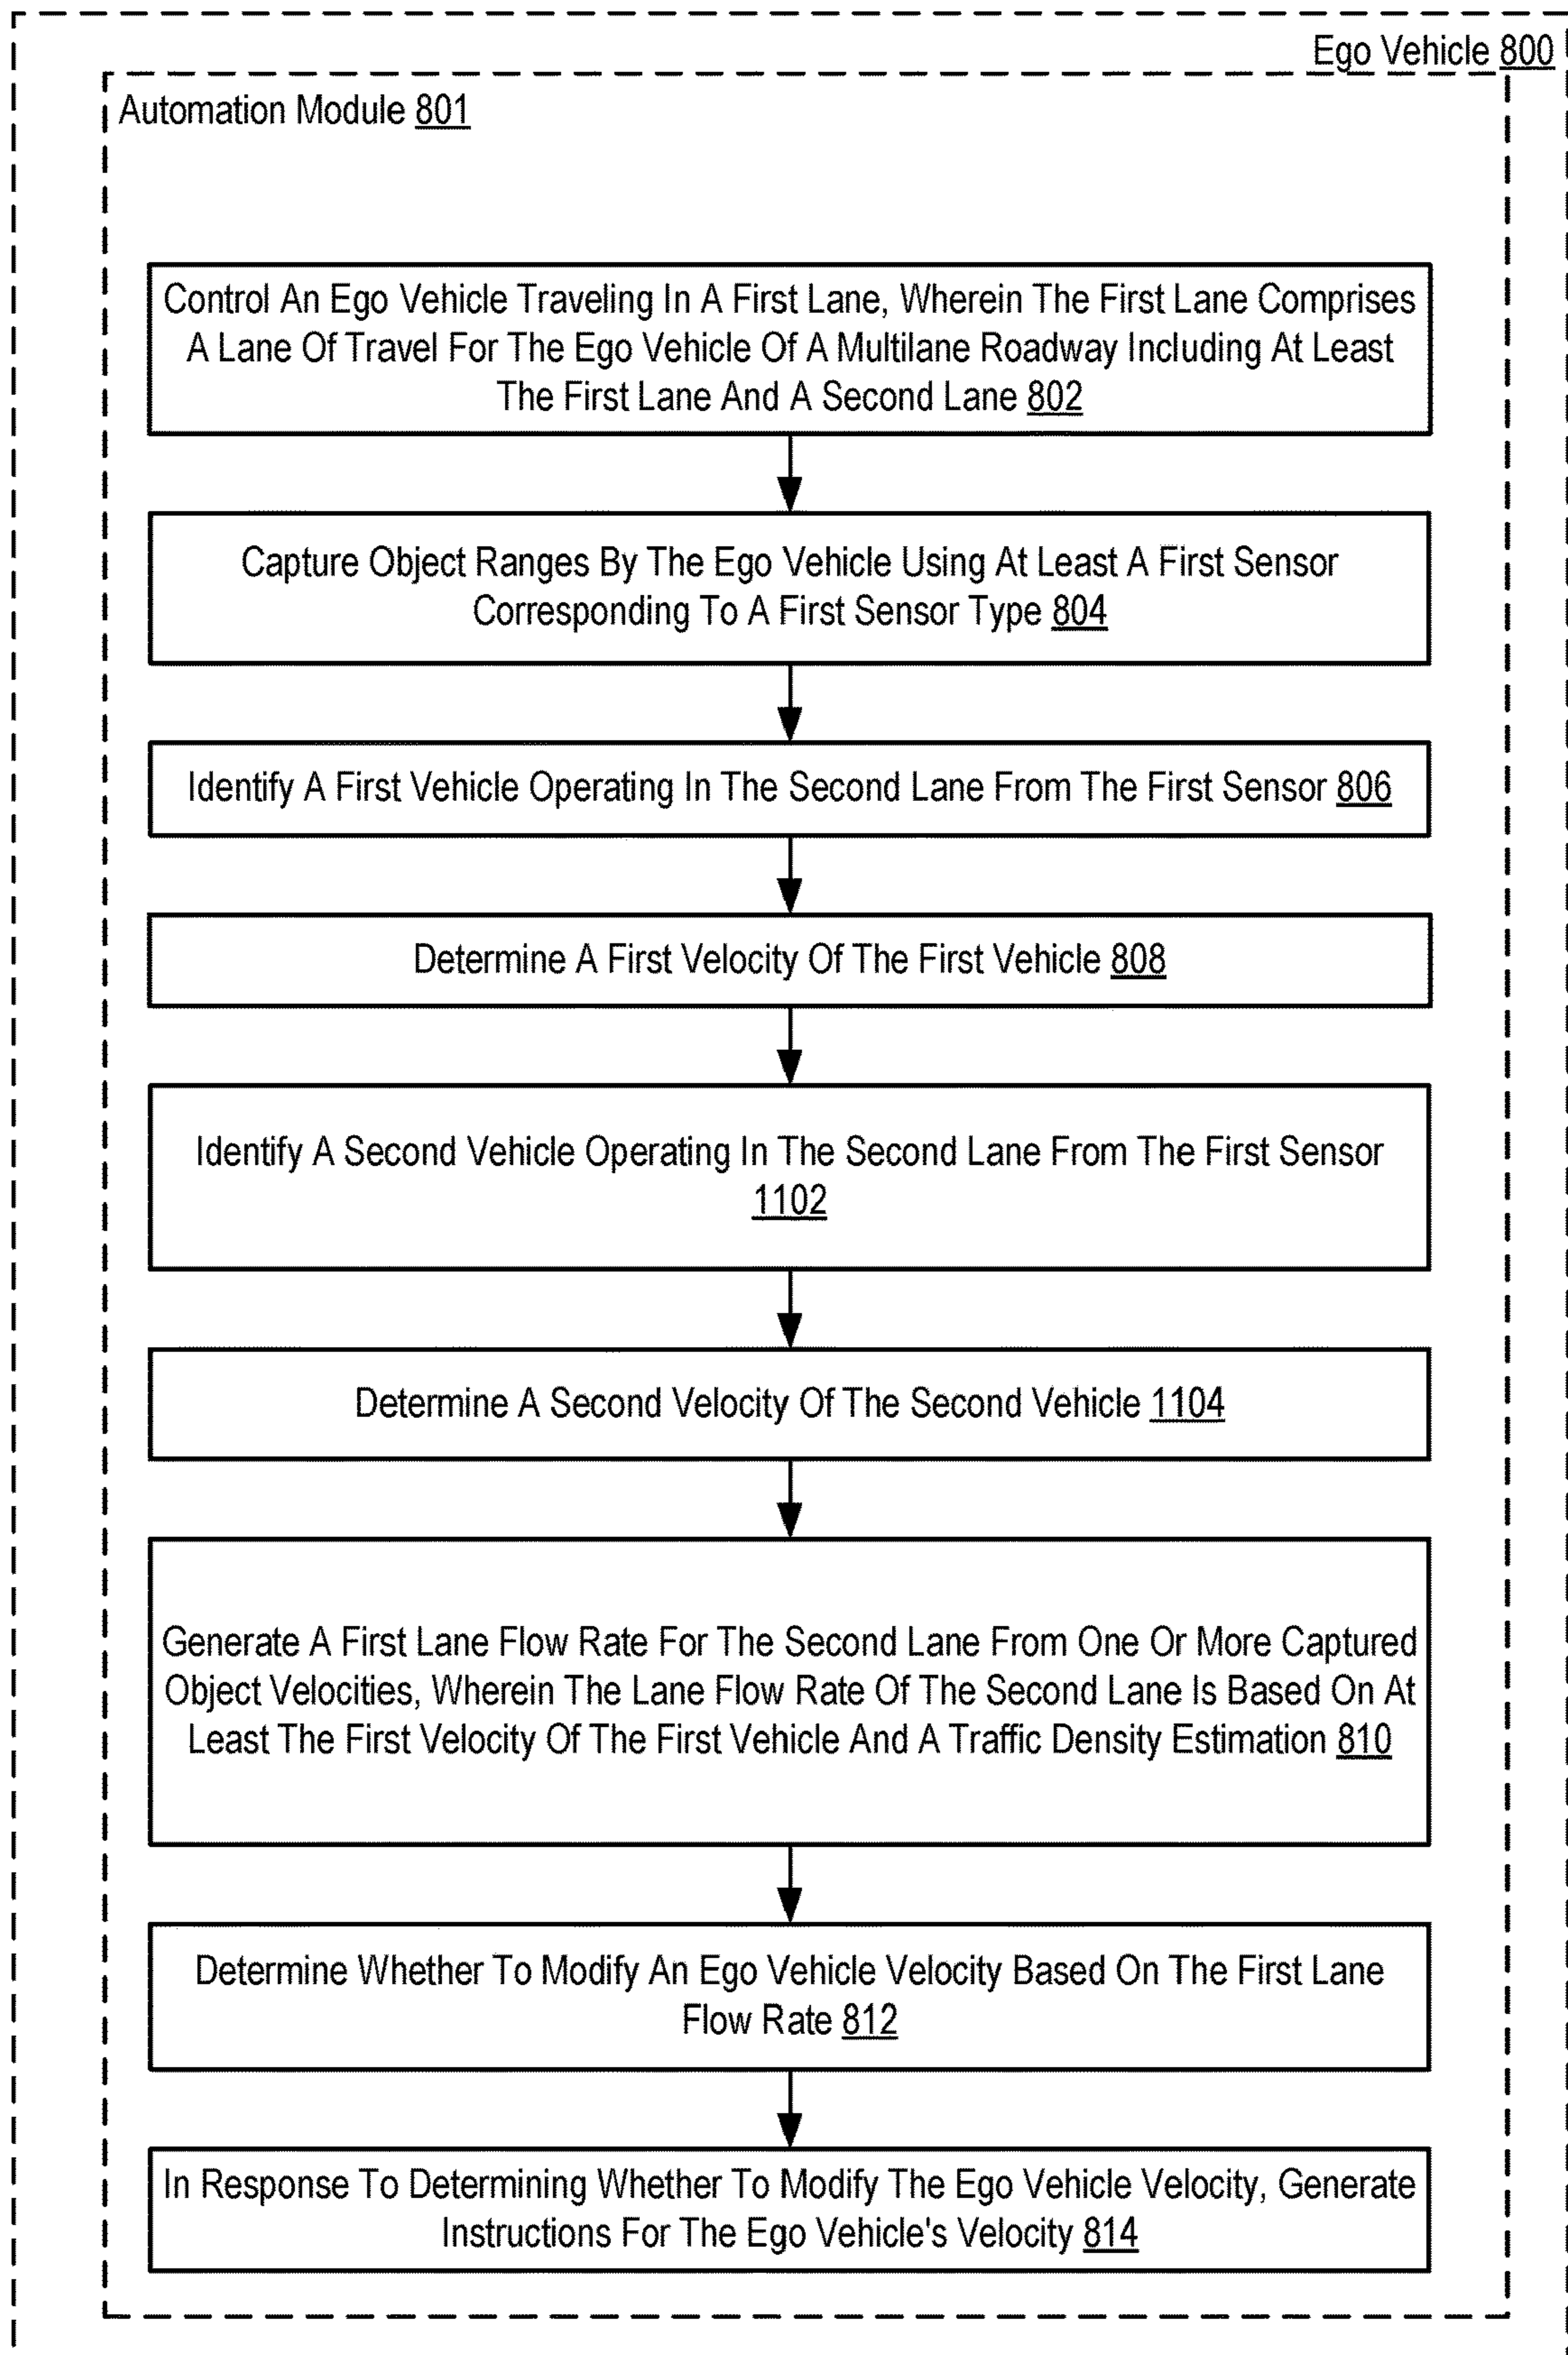 Ego Vehicle 800
Automation Module 801
Control An Ego Vehicle Traveling In A First Lane, Wherein The First Lane Comprises
A Lane Of Travel For The Ego Vehicle Of A Multilane Roadway Including At Least
The First Lane And A Second Lane 802
Capture Object Ranges By The Ego Vehicle Using At Least A First Sensor
Corresponding To A First Sensor Type 804
Identify A First Vehicle Operating In The Second Lane From The First Sensor 806
Determine A First Velocity Of The First Vehicle 808
Identify A Second Vehicle Operating In The Second Lane From The First Sensor
1102
Determine A Second Velocity Of The Second Vehicle 1104
Generate A First Lane Flow Rate For The Second Lane From One Or More Captured
Object Velocities, Wherein The Lane Flow Rate Of The Second Lane Is Based On At
Least The First Velocity Of The First Vehicle And A Traffic Density Estimation 810
Determine Whether To Modify An Ego Vehicle Velocity Based On The First Lane
Flow Rate 812
In Response To Determining Whether To Modify The Ego Vehicle Velocity, Generate
Instructions For The Ego Vehicle's Velocity 814